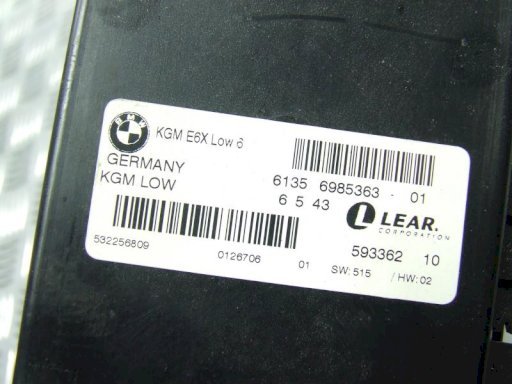 BMW
KGM E6X Low 6
GERMANY
KGM LOW
6135 6985363 - 01
6 5 43
LEAR.
CORPORATION
593362 10
532256809
0126706 01
SW: 515 / HW: 02